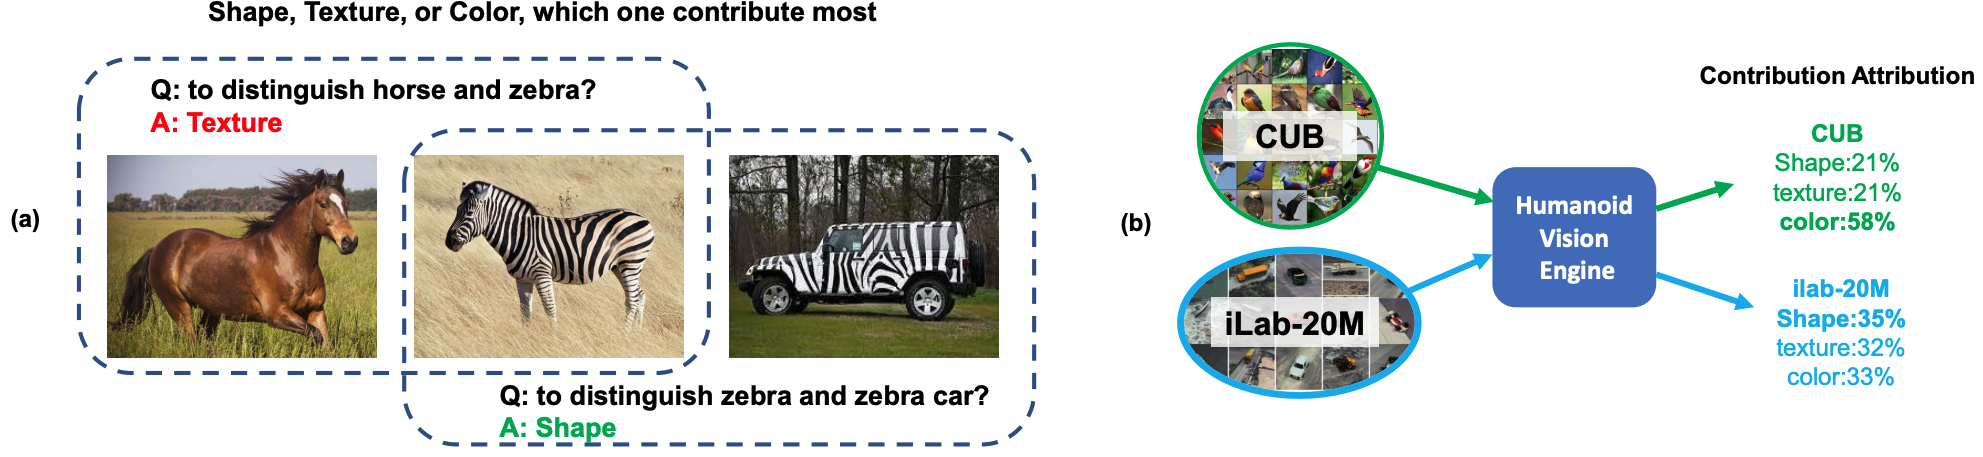 Shape, Texture, or Color, which one contribute most
(a)
Q: to distinguish horse and zebra?
A: Texture
Q: to distinguish zebra and zebra car?
A: Shape
(b)
CUB
iLab-20M
Humanoid
Vision
Engine
Contribution Attribution
CUB
Shape:21%
texture:21%
color:58%
ilab-20M
Shape:35%
texture:32%
color:33%